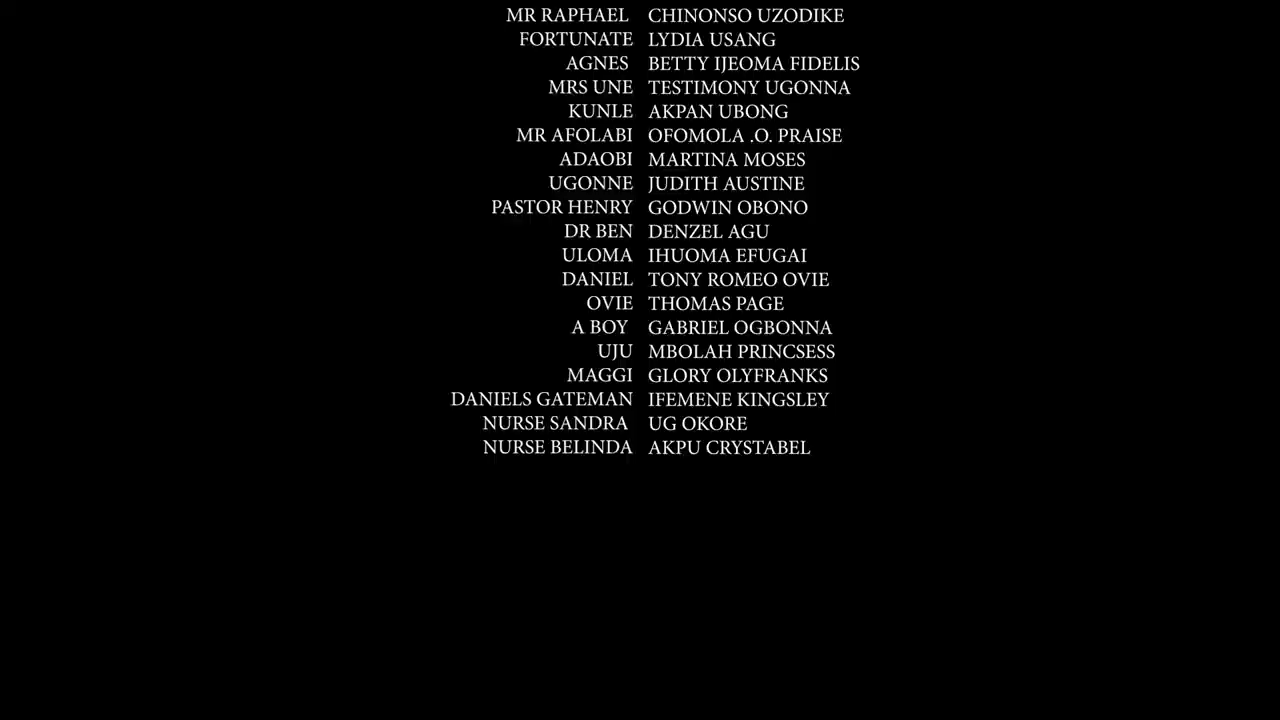 MR RAPHAEL CHINONSO UZODIKE
FORTUNATE LYDIA USANG
AGNES BETTY IJEOMA FIDELIS
MRS UNE TESTIMONY UGONNA
KUNLE AKPAN UBONG
MR AFOLABI OFOMOLA .O. PRAISE
ADAOBI MARTINA MOSES
UGONNE JUDITH AUSTINE
PASTOR HENRY GODWIN OBONO
DR BEN DENZEL AGU
ULOMA IHUOMA EFUGAI
DANIEL TONY ROMEO OVIE
OVIE THOMAS PAGE
A BOY GABRIEL OGBONNA
UJU MBOLAH PRINCSESS
MAGGI GLORY OLYFRANKS
DANIELS GATEMAN IFEMENE KINGSLEY
NURSE SANDRA UG OKORE
NURSE BELINDA AKPU CRYSTABEL